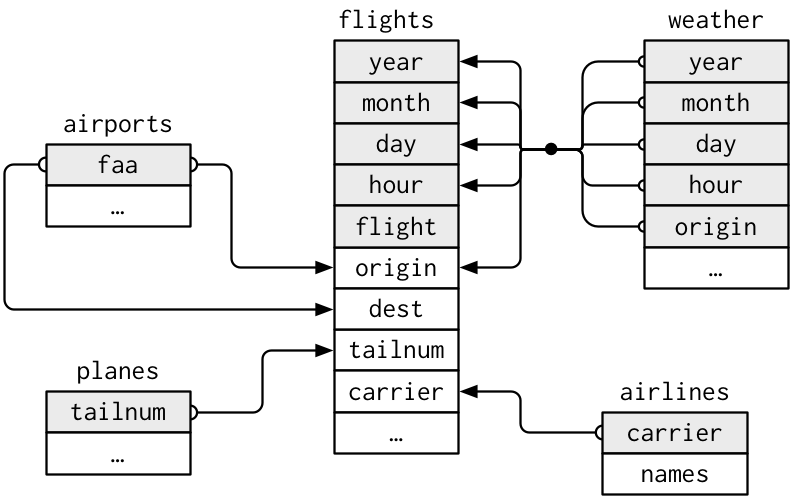 flights
year
month
day
hour
flight
origin
dest
tailnum
carrier
…
weather
year
month
day
hour
origin
…
airports
faa
…
planes
tailnum
…
airlines
carrier
names